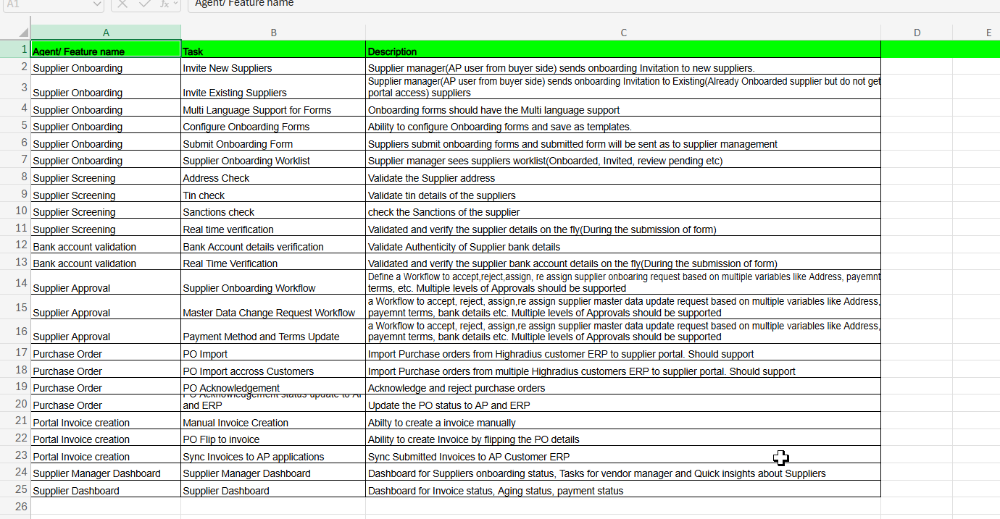 A1
fx
Agent/ Feature name
A B C D E
1 Agent/ Feature name Task Description
2 Supplier Onboarding Invite New Suppliers Supplier manager(AP user from buyer side) sends onboarding Invitation to new suppliers.
3 Supplier Onboarding Invite Existing Suppliers Supplier manager(AP user from buyer side) sends onboarding Invitation to Existing(Already Onboarded supplier but do not get
portal access) suppliers
4 Supplier Onboarding Multi Language Support for Forms Onboarding forms should have the Multi language support
5 Supplier Onboarding Configure Onboarding Forms Ability to configure Onboarding forms and save as templates.
6 Supplier Onboarding Submit Onboarding Form Suppliers submit onboarding forms and submitted form will be sent as to supplier management
7 Supplier Onboarding Supplier Onboarding Worklist Supplier manager sees suppliers worklist(Onboarded, Invited, review pending etc)
8 Supplier Screening Address Check Validate the Supplier address
9 Supplier Screening Tin check Validate tin details of the suppliers
10 Supplier Screening Sanctions check check the Sanctions of the supplier
11 Supplier Screening Real time verification Validated and verify the supplier details on the fly(During the submission of form)
12 Bank account validation Bank Account details verification Validate Authenticity of Supplier bank details
13 Bank account validation Real Time Verification Validated and verify the supplier bank account details on the fly(During the submission of form)
14 Supplier Approval Supplier Onboarding Workflow Define a Workflow to accept,reject,assign, re assign supplier onboaring request based on multiple variables like Address, payemnt
terms, etc. Multiple levels of Approvals should be supported
15 Supplier Approval Master Data Change Request Workflow a Workflow to accept, reject, assign,re assign supplier master data update request based on multiple variables like Address,
payemnt terms, bank details etc. Multiple levels of Approvals should be supported
16 Supplier Approval Payment Method and Terms Update a Workflow to accept, reject, assign,re assign supplier master data update request based on multiple variables like Address,
payemnt terms, bank details etc. Multiple levels of Approvals should be supported
17 Purchase Order PO Import Import Purchase orders from Highradius customer ERP to supplier portal. Should support
18 Purchase Order PO Import accross Customers Import Purchase orders from multiple Highradius customers ERP to supplier portal. Should support
19 Purchase Order PO Acknowledgement Acknowledge and reject purchase orders
20 Purchase Order PO Acknowledgement status update to AP
and ERP Update the PO status to AP and ERP
21 Portal Invoice creation Manual Invoice Creation Abilty to create a invoice manually
22 Portal Invoice creation PO Flip to invoice Ability to create Invoice by flipping the PO details
23 Portal Invoice creation Sync Invoices to AP applications Sync Submitted Invoices to AP Customer ERP
24 Supplier Manager Dashboard Supplier Manager Dashboard Dashboard for Suppliers onboarding status, Tasks for vendor manager and Quick insights about Suppliers
25 Supplier Dashboard Supplier Dashboard Dashboard for Invoice status, Aging status, payment status
26